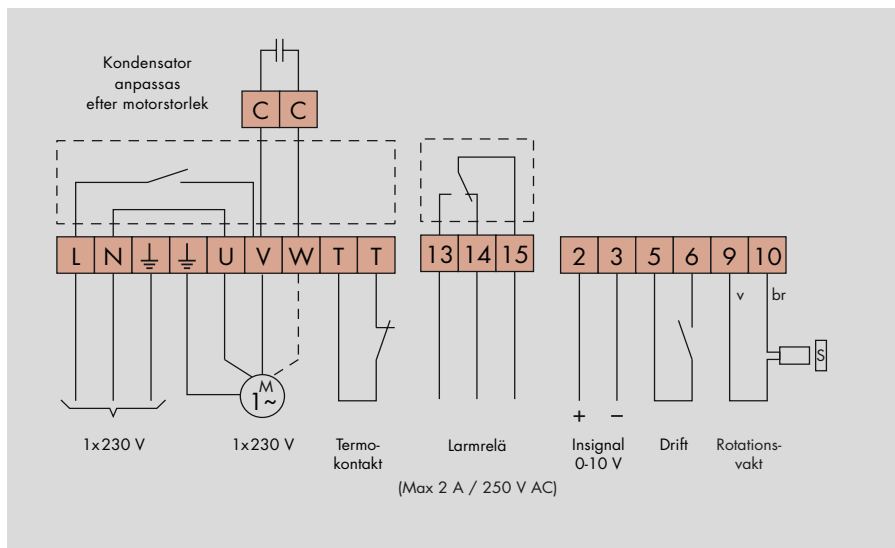 Kondensator
anpassas
efter motorstorlek
C C
L N U V W T T
13 14 15
2 3 5 6 9 10
v br
S
M
1~
+ −
1x230 V
1x230 V
Termo-
kontakt
Larmrelä
(Max 2 A / 250 V AC)
Insignal
0-10 V
Drift
Rotations-
vakt